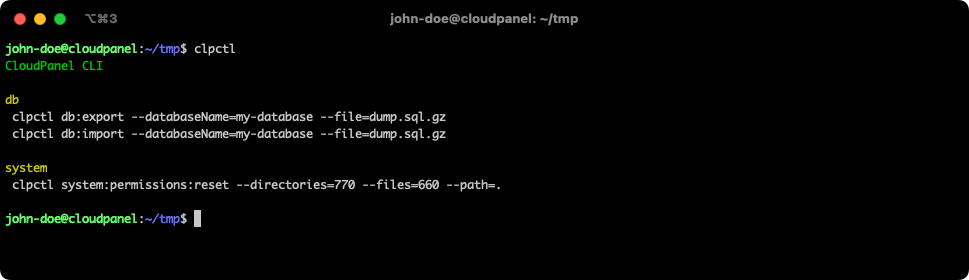 ⌥⌘3 john-doe@cloudpanel: ~/tmp
john-doe@cloudpanel:~/tmp$ clpctl
CloudPanel CLI
db
clpctl db:export --databaseName=my-database --file=dump.sql.gz
clpctl db:import --databaseName=my-database --file=dump.sql.gz
system
clpctl system:permissions:reset --directories=770 --files=660 --path=.
john-doe@cloudpanel:~/tmp$